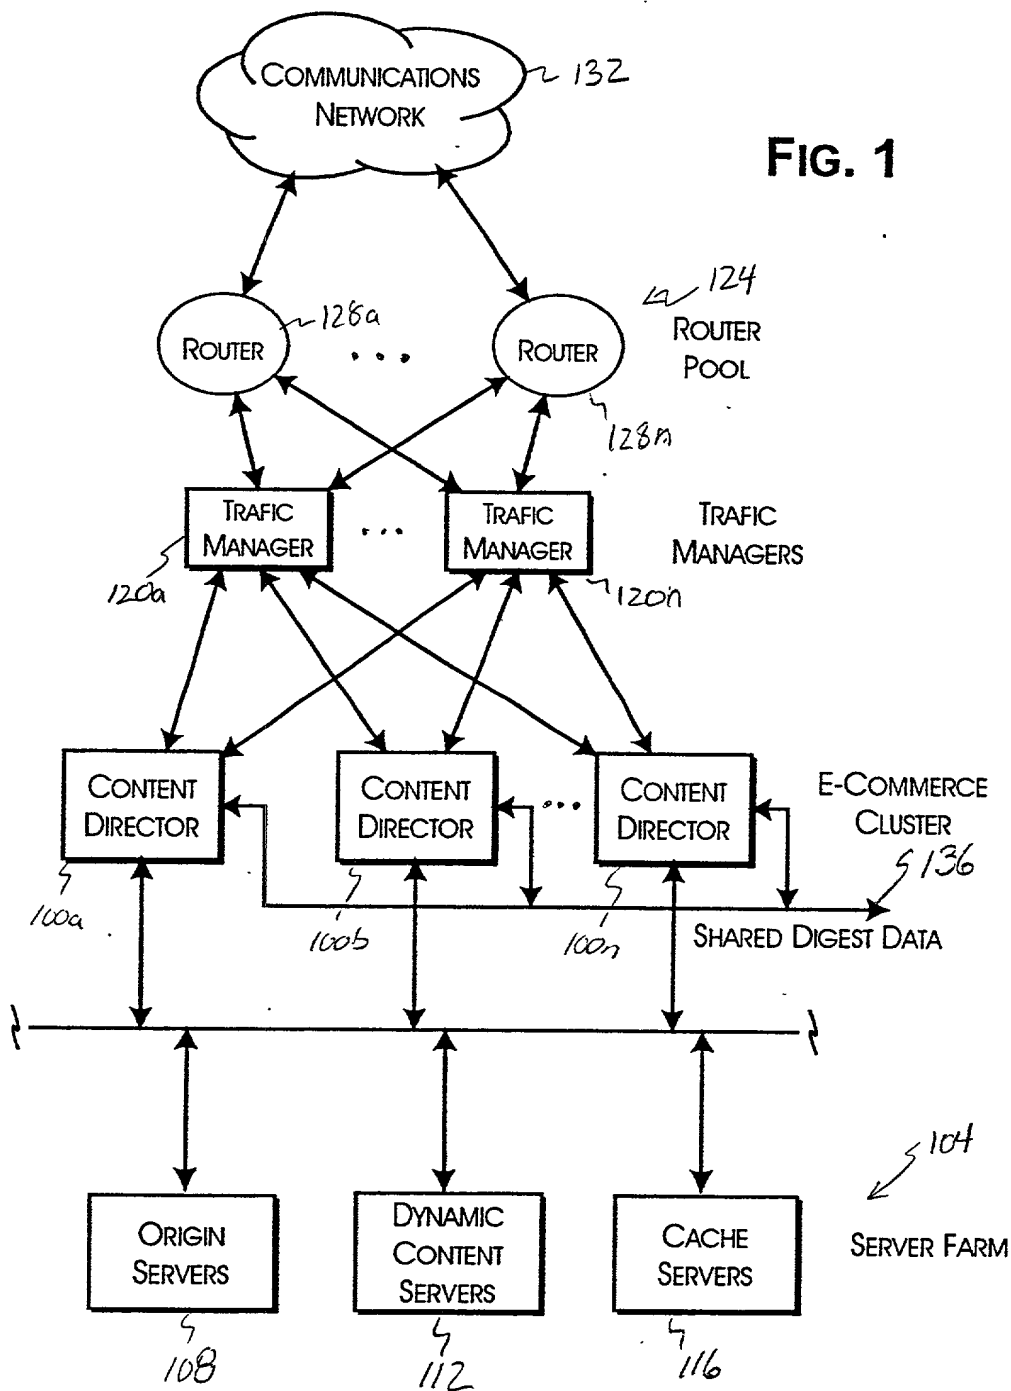 COMMUNICATIONS
NETWORK
132
FIG. 1
ROUTER
128a
ROUTER
128n
124
ROUTER
POOL
TRAFIC
MANAGER
120a
TRAFIC
MANAGER
120n
TRAFIC
MANAGERS
CONTENT
DIRECTOR
100a
CONTENT
DIRECTOR
100b
CONTENT
DIRECTOR
100n
E-COMMERCE
CLUSTER
136
SHARED DIGEST DATA
104
SERVER FARM
ORIGIN
SERVERS
108
DYNAMIC
CONTENT
SERVERS
112
CACHE
SERVERS
116